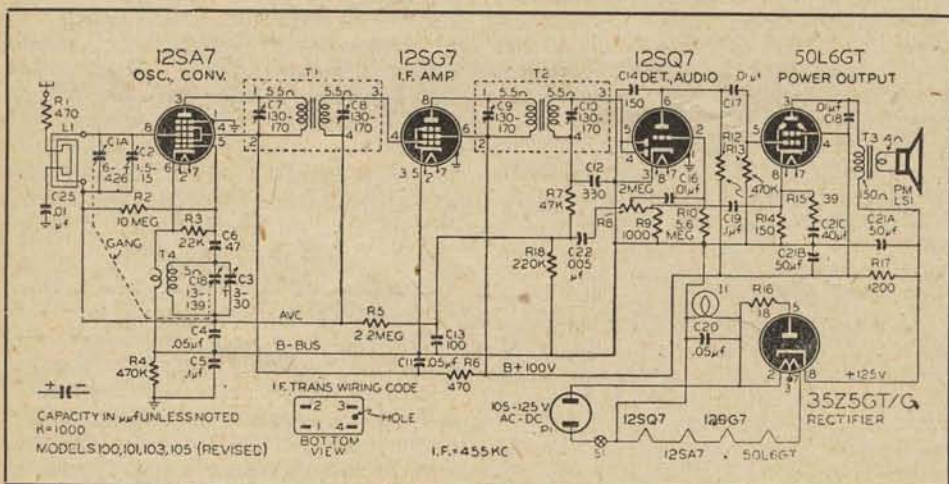 12SA7
OSC., CONV.
12SG7
I.F. AMP
12SQ7
DET., AUDIO
50L6GT
POWER OUTPUT
T1
T2
R1
470
L1
C25
.01
μf
C1A
6-
426
C2
1.5-
15
R2
10 MEG
R3
22K
C6
47
GANG
T4
5Ω
C1B
13-
139
C3
3-
30
C4
.05μf
C5
.1μf
R4
470K
5.5Ω
5.5Ω
C7
130-
170
C8
130-
170
5.5Ω
5.5Ω
C9
130-
170
C10
130-
170
C14
150
.01μf
C17
C12
330
R7
47K
2MEG
R8
C16
.01μf
R9
1000
R10
5.6
MEG
R12
R13
470K
C19
.1μf
.01μf
C18
T3
4Ω
150Ω
PM
LS1
R15
39
R14
150
C21C
40μf
C21A
50μf
C21B
50μf
R17
1200
R18
220K
C22
.005
μf
AVC
R5
2.2MEG
C13
100
B-BUS
C11
.05μf
R6
470
B+100V
I1
R16
18
C20
.05μf
+125V
35Z5GT/G
RECTIFIER
105-125V
AC-DC
P1
S1
12SQ7
12SG7
12SA7
50L6GT
I.F. TRANS WIRING CODE
2 3
1 4
HOLE
BOTTOM
VIEW
I.F.=455KC
CAPACITY IN μμf UNLESS NOTED
K=1000
MODELS 100,101,103,105 (REVISED)